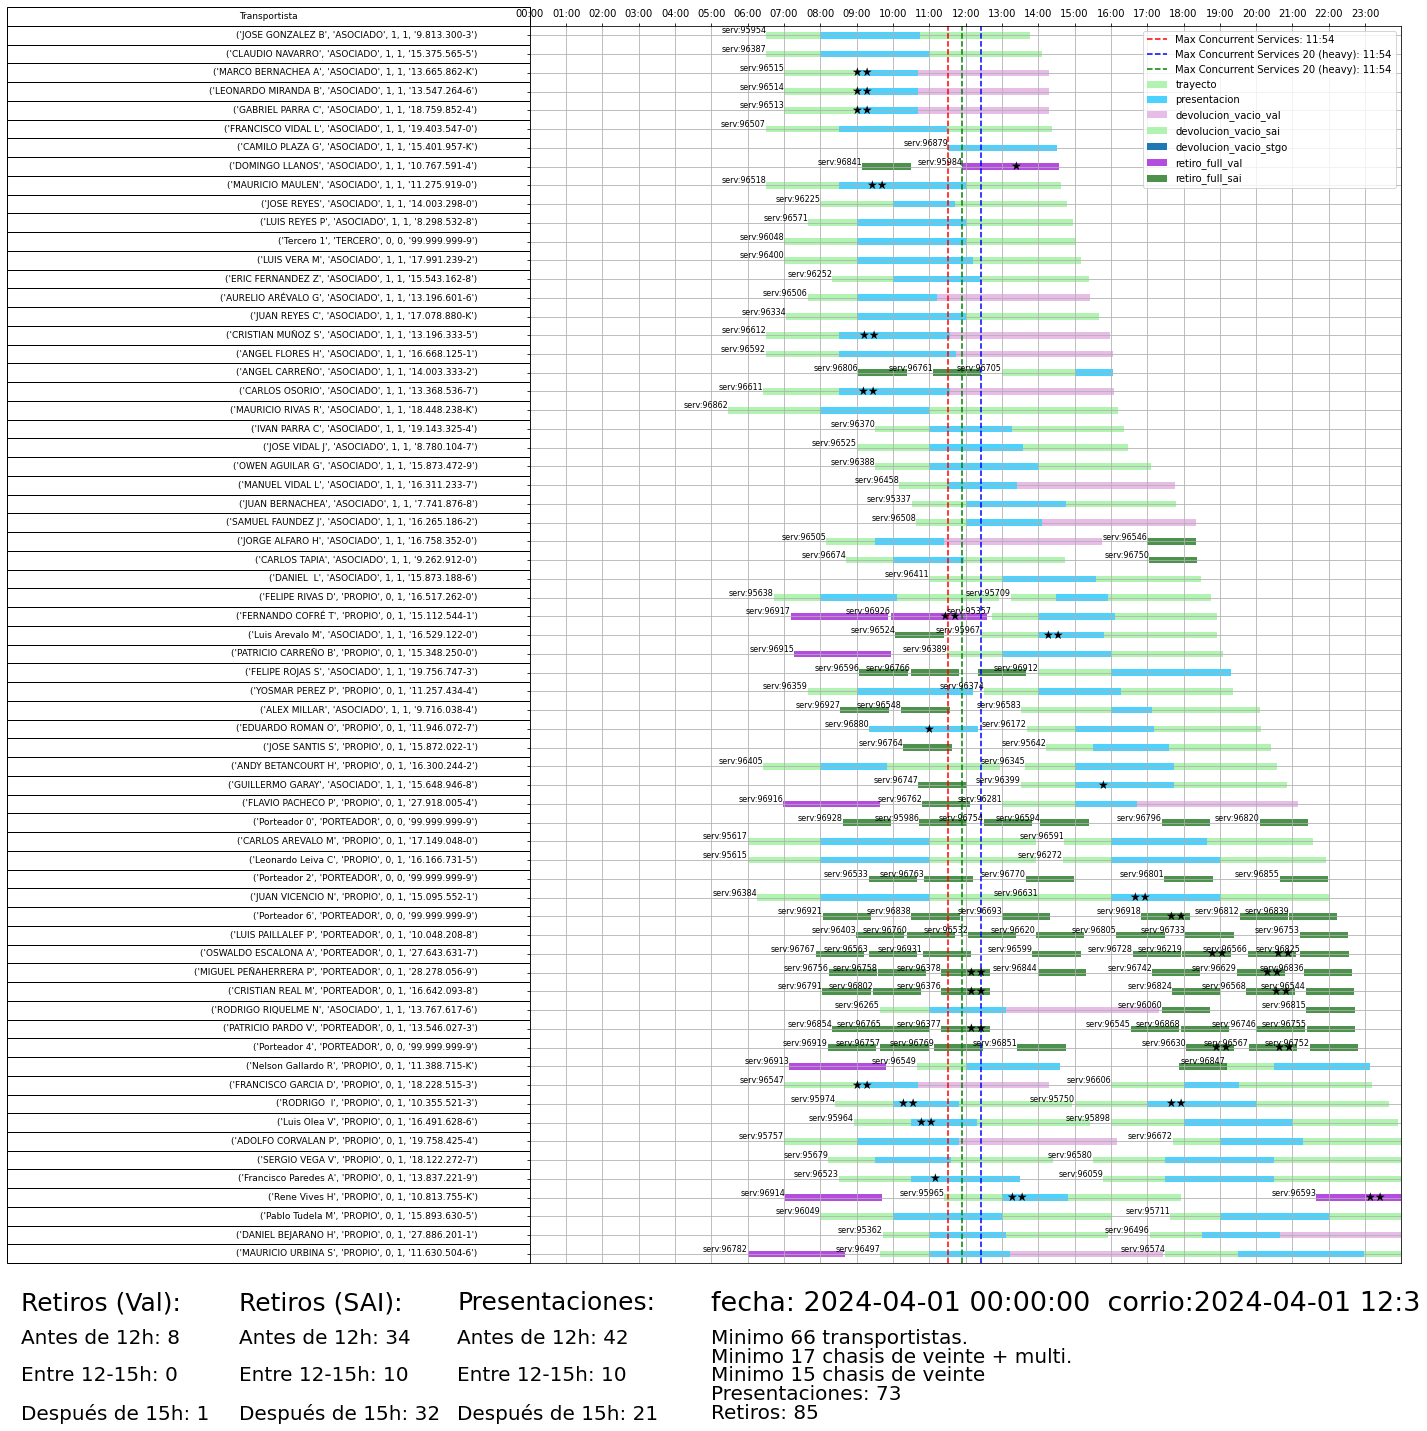 Transportista
00:00 01:00 02:00 03:00 04:00 05:00 06:00 07:00 08:00 09:00 10:00 11:00 12:00 13:00 14:00 15:00 16:00 17:00 18:00 19:00 20:00 21:00 22:00 23:00
Max Concurrent Services: 11:54
Max Concurrent Services 20 (heavy): 11:54
Max Concurrent Services 20 (heavy): 11:54
trayecto
presentacion
devolucion_vacio_val
devolucion_vacio_sai
devolucion_vacio_stgo
retiro_full_val
retiro_full_sai
('JOSE GONZALEZ B', 'ASOCIADO', 1, 1, '9.813.300-3') serv:95954
('CLAUDIO NAVARRO', 'ASOCIADO', 1, 1, '15.375.565-5') serv:96387
('MARCO BERNACHEA A', 'ASOCIADO', 1, 1, '13.665.862-K') serv:96515
('LEONARDO MIRANDA B', 'ASOCIADO', 1, 1, '13.547.264-6') serv:96514
('GABRIEL PARRA C', 'ASOCIADO', 1, 1, '18.759.852-4') serv:96513
('FRANCISCO VIDAL L', 'ASOCIADO', 1, 1, '19.403.547-0') serv:96507
('CAMILO PLAZA G', 'ASOCIADO', 1, 1, '15.401.957-K') serv:96879
('DOMINGO LLANOS', 'ASOCIADO', 1, 1, '10.767.591-4') serv:96841 serv:95984
('MAURICIO MAULEN', 'ASOCIADO', 1, 1, '11.275.919-0') serv:96518
('JOSE REYES', 'ASOCIADO', 1, 1, '14.003.298-0') serv:96225
('LUIS REYES P', 'ASOCIADO', 1, 1, '8.298.532-8') serv:96571
('Tercero 1', 'TERCERO', 0, 0, '99.999.999-9') serv:96048
('LUIS VERA M', 'ASOCIADO', 1, 1, '17.991.239-2') serv:96400
('ERIC FERNANDEZ Z', 'ASOCIADO', 1, 1, '15.543.162-8') serv:96252
('AURELIO ARÉVALO G', 'ASOCIADO', 1, 1, '13.196.601-6') serv:96506
('JUAN REYES C', 'ASOCIADO', 1, 1, '17.078.880-K') serv:96334
('CRISTIAN MUÑOZ S', 'ASOCIADO', 1, 1, '13.196.333-5') serv:96612
('ANGEL FLORES H', 'ASOCIADO', 1, 1, '16.668.125-1') serv:96592
('ANGEL CARREÑO', 'ASOCIADO', 1, 1, '14.003.333-2') serv:96806 serv:96761 serv:96705
('CARLOS OSORIO', 'ASOCIADO', 1, 1, '13.368.536-7') serv:96611
('MAURICIO RIVAS R', 'ASOCIADO', 1, 1, '18.448.238-K') serv:96862
('IVAN PARRA C', 'ASOCIADO', 1, 1, '19.143.325-4') serv:96370
('JOSE VIDAL J', 'ASOCIADO', 1, 1, '8.780.104-7') serv:96525
('OWEN AGUILAR G', 'ASOCIADO', 1, 1, '15.873.472-9') serv:96388
('MANUEL VIDAL L', 'ASOCIADO', 1, 1, '16.311.233-7') serv:96458
('JUAN BERNACHEA', 'ASOCIADO', 1, 1, '7.741.876-8') serv:95337
('SAMUEL FAUNDEZ J', 'ASOCIADO', 1, 1, '16.265.186-2') serv:96508
('JORGE ALFARO H', 'ASOCIADO', 1, 1, '16.758.352-0') serv:96505 serv:96546
('CARLOS TAPIA', 'ASOCIADO', 1, 1, '9.262.912-0') serv:96674 serv:96750
('DANIEL  L', 'ASOCIADO', 1, 1, '15.873.188-6') serv:96411
('FELIPE RIVAS D', 'PROPIO', 0, 1, '16.517.262-0') serv:95638 serv:95709
('FERNANDO COFRÉ T', 'PROPIO', 0, 1, '15.112.544-1') serv:96917 serv:96926 serv:95357
('Luis Arevalo M', 'ASOCIADO', 1, 1, '16.529.122-0') serv:96524 serv:95967
('PATRICIO CARREÑO B', 'PROPIO', 0, 1, '15.348.250-0') serv:96915 serv:96389
('FELIPE ROJAS S', 'ASOCIADO', 1, 1, '19.756.747-3') serv:96596 serv:96766 serv:96912
('YOSMAR PEREZ P', 'PROPIO', 0, 1, '11.257.434-4') serv:96359 serv:96374
('ALEX MILLAR', 'ASOCIADO', 1, 1, '9.716.038-4') serv:96927 serv:96548 serv:96583
('EDUARDO ROMAN O', 'PROPIO', 0, 1, '11.946.072-7') serv:96880 serv:96172
('JOSE SANTIS S', 'PROPIO', 0, 1, '15.872.022-1') serv:96764 serv:95642
('ANDY BETANCOURT H', 'PROPIO', 0, 1, '16.300.244-2') serv:96405 serv:96345
('GUILLERMO GARAY', 'ASOCIADO', 1, 1, '15.648.946-8') serv:96747 serv:96399
('FLAVIO PACHECO P', 'PROPIO', 0, 1, '27.918.005-4') serv:96916 serv:96762 serv:96281
('Porteador 0', 'PORTEADOR', 0, 0, '99.999.999-9') serv:96928 serv:95986 serv:96754 serv:96594 serv:96796 serv:96820
('CARLOS AREVALO M', 'PROPIO', 0, 1, '17.149.048-0') serv:95617 serv:96591
('Leonardo Leiva C', 'PROPIO', 0, 1, '16.166.731-5') serv:95615 serv:96272
('Porteador 2', 'PORTEADOR', 0, 0, '99.999.999-9') serv:96533 serv:96763 serv:96770 serv:96801 serv:96855
('JUAN VICENCIO N', 'PROPIO', 0, 1, '15.095.552-1') serv:96384 serv:96631
('Porteador 6', 'PORTEADOR', 0, 0, '99.999.999-9') serv:96921 serv:96838 serv:96693 serv:96918 serv:96812 serv:96839
('LUIS PAILLALEF P', 'PORTEADOR', 0, 1, '10.048.208-8') serv:96403 serv:96760 serv:96532 serv:96620 serv:96805 serv:96733 serv:96753
('OSWALDO ESCALONA A', 'PORTEADOR', 0, 1, '27.643.631-7') serv:96767 serv:96563 serv:96931 serv:96599 serv:96728 serv:96219 serv:96566 serv:96825
('MIGUEL PEÑAHERRERA P', 'PORTEADOR', 0, 1, '28.278.056-9') serv:96756 serv:96758 serv:96378 serv:96844 serv:96742 serv:96629 serv:96836
('CRISTIAN REAL M', 'PORTEADOR', 0, 1, '16.642.093-8') serv:96791 serv:96802 serv:96376 serv:96824 serv:96568 serv:96544
('RODRIGO RIQUELME N', 'ASOCIADO', 1, 1, '13.767.617-6') serv:96265 serv:96060 serv:96815
('PATRICIO PARDO V', 'PORTEADOR', 0, 1, '13.546.027-3') serv:96854 serv:96765 serv:96377 serv:96545 serv:96868 serv:96746 serv:96755
('Porteador 4', 'PORTEADOR', 0, 0, '99.999.999-9') serv:96919 serv:96757 serv:96769 serv:96851 serv:96630 serv:96567 serv:96752
('Nelson Gallardo R', 'PROPIO', 0, 1, '11.388.715-K') serv:96913 serv:96549 serv:96847
('FRANCISCO GARCIA D', 'PROPIO', 0, 1, '18.228.515-3') serv:96547 serv:96606
('RODRIGO  I', 'PROPIO', 0, 1, '10.355.521-3') serv:95974 serv:95750
('Luis Olea V', 'PROPIO', 0, 1, '16.491.628-6') serv:95964 serv:95898
('ADOLFO CORVALAN P', 'PROPIO', 0, 1, '19.758.425-4') serv:95757 serv:96672
('SERGIO VEGA V', 'PROPIO', 0, 1, '18.122.272-7') serv:95679 serv:96580
('Francisco Paredes A', 'PROPIO', 0, 1, '13.837.221-9') serv:96523 serv:96059
('Rene Vives H', 'PROPIO', 0, 1, '10.813.755-K') serv:96914 serv:95965 serv:96593
('Pablo Tudela M', 'PROPIO', 0, 1, '15.893.630-5') serv:96049 serv:95711
('DANIEL BEJARANO H', 'PROPIO', 0, 1, '27.886.201-1') serv:95362 serv:96496
('MAURICIO URBINA S', 'PROPIO', 0, 1, '11.630.504-6') serv:96782 serv:96497 serv:96574
Retiros (Val):
Antes de 12h: 8
Entre 12-15h: 0
Después de 15h: 1
Retiros (SAI):
Antes de 12h: 34
Entre 12-15h: 10
Después de 15h: 32
Presentaciones:
Antes de 12h: 42
Entre 12-15h: 10
Después de 15h: 21
fecha: 2024-04-01 00:00:00  corrio:2024-04-01 12:3
Minimo 66 transportistas.
Minimo 17 chasis de veinte + multi.
Minimo 15 chasis de veinte
Presentaciones: 73
Retiros: 85